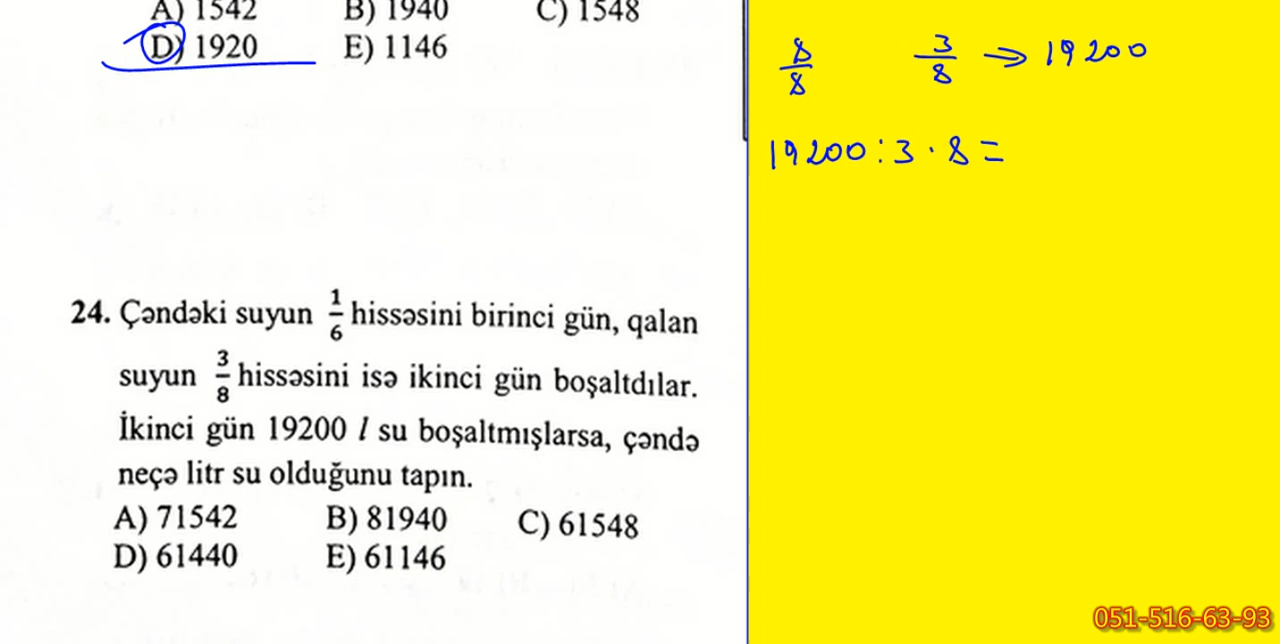 A) 1542 B) 1940 C) 1548
D) 1920 E) 1146
24. Çəndəki suyun 1/6 hissəsini birinci gün, qalan
suyun 3/8 hissəsini isə ikinci gün boşaltdılar.
İkinci gün 19200 l su boşaltmışlarsa, çəndə
neçə litr su olduğunu tapın.
A) 71542 B) 81940 C) 61548
D) 61440 E) 61146
8/8 3/8 ⇒ 19200
19200 : 3 · 8 =
051-516-63-93